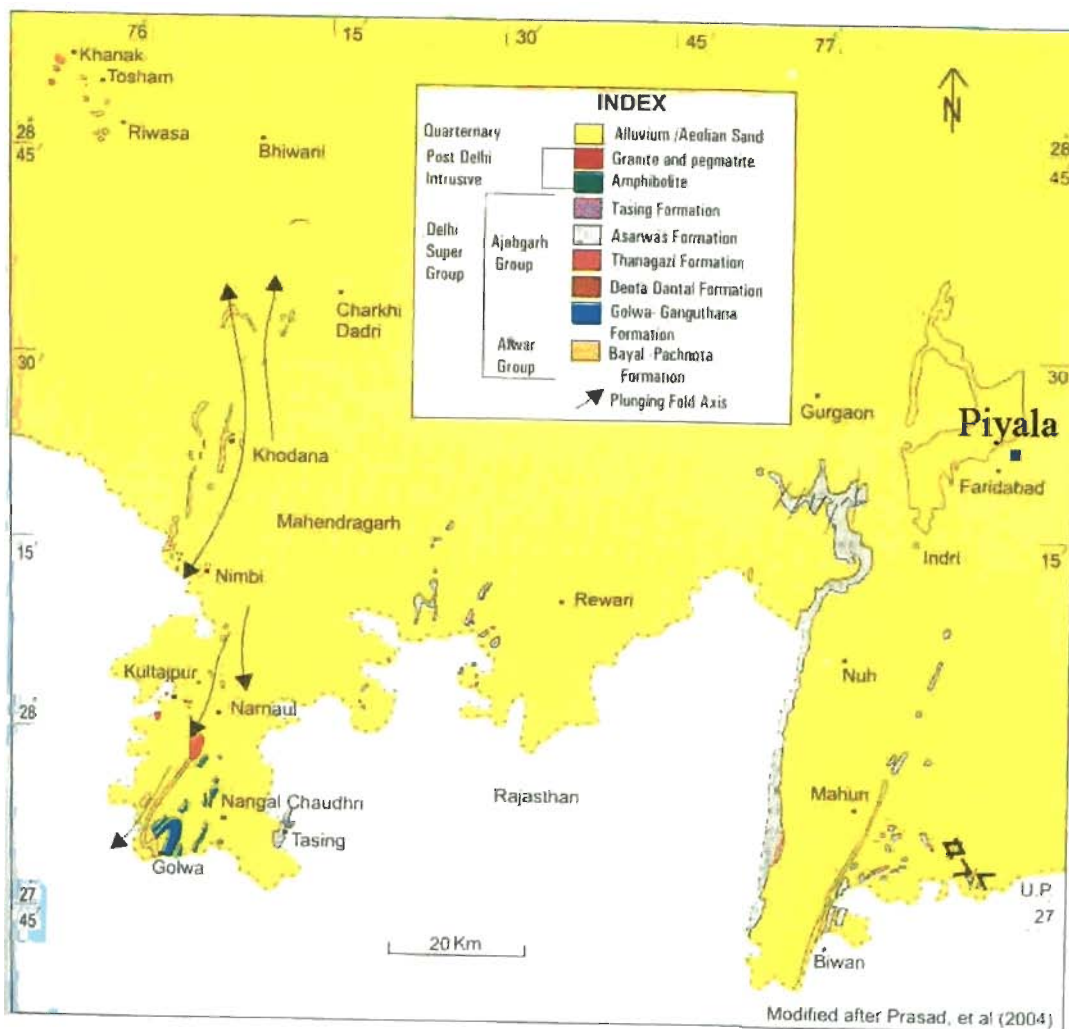 76
15′
30′
45′
77
Khanak
Tosham
Riwasa
28
45′
Bhiwani
N
28
45
INDEX
Quarternary
Alluvium /Aeolian Sand
Post Delhi
Intrusive
Granite and pegmatite
Amphibolite
Delhi
Super
Group
Ajabgarh
Group
Tasing Formation
Asarwas Formation
Thanagazi Formation
Deota Dantal Formation
Golwa- Ganguthana
Formation
Alwar
Group
Bayal -Pachnota
Formation
Plunging Fold Axis
Charkhi
Dadri
30′
30
Gurgaon
Piyala
Faridabad
Khodana
Mahendragarh
15′
15′
Indri
Nimbi
Rewari
Kultajpur
Nuh
Narnaul
28
Nangal Chaudhri
Rajasthan
Mahun
Tasing
Golwa
27
45′
U.P.
27
20 Km
Biwan
Modified after Prasad, et al (2004)